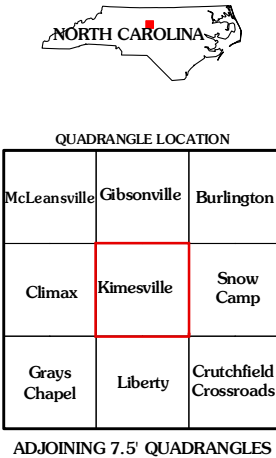 NORTH CAROLINA
QUADRANGLE LOCATION
McLeansville
Gibsonville
Burlington
Climax
Kimesville
Snow
Camp
Grays
Chapel
Liberty
Crutchfield
Crossroads
ADJOINING 7.5' QUADRANGLES